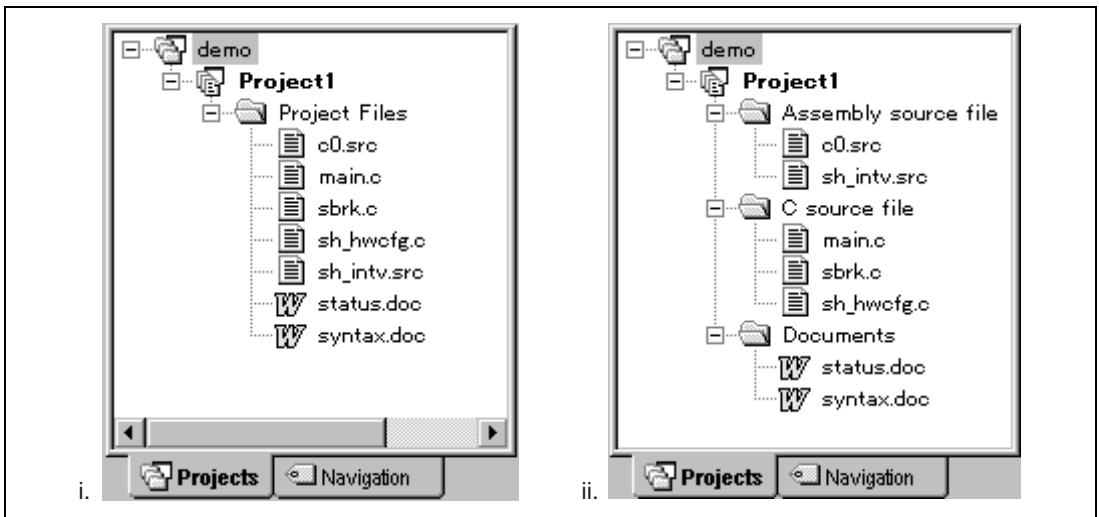 demo
Project1
Project Files
c0.src
main.c
sbrk.c
sh_hwcfg.c
sh_intv.src
status.doc
syntax.doc
Projects Navigation
i.
demo
Project1
Assembly source file
c0.src
sh_intv.src
C source file
main.c
sbrk.c
sh_hwcfg.c
Documents
status.doc
syntax.doc
Projects Navigation
ii.